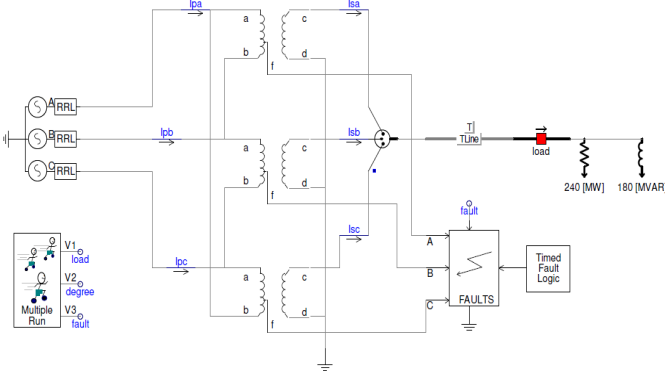 Ipa
Isa
a
c
b
d
f
A
RRL
B
RRL
C
RRL
Ipb
Isb
a
c
b
d
f
T
TLine
load
240 [MW]
180 [MVAR]
Ipc
Isc
a
c
b
d
f
V1
load
V2
degree
V3
fault
Multiple
Run
fault
A
B
C
FAULTS
Timed
Fault
Logic